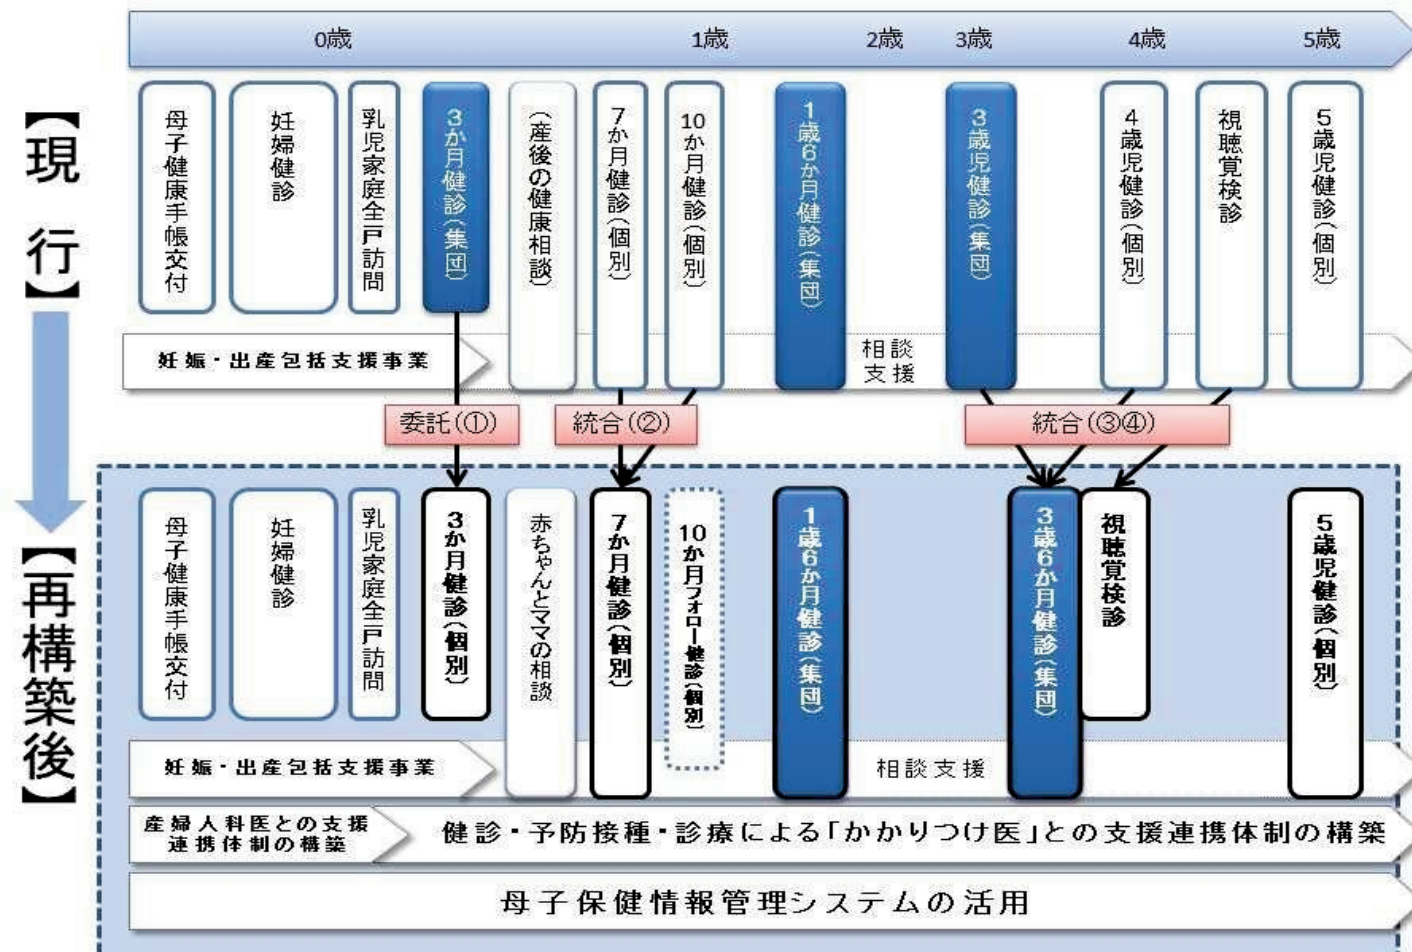 0歳
1歳
2歳
3歳
4歳
5歳
【現行】
母子健康手帳交付
妊婦健診
乳児家庭全戸訪問
3か月健診(集団)
(産後の健康相談)
7か月健診(個別)
10か月健診(個別)
1歳6か月健診(集団)
3歳児健診(集団)
4歳児健診(個別)
視聴覚検診
5歳児健診(個別)
妊娠・出産包括支援事業
相談
支援
委託(①)
統合(②)
統合(③④)
【再構築後】
母子健康手帳交付
妊婦健診
乳児家庭全戸訪問
3か月健診(個別)
赤ちゃんとママの相談
7か月健診(個別)
10か月フォロー健診(個別)
1歳6か月健診(集団)
3歳6か月健診(集団)
視聴覚検診
5歳児健診(個別)
妊娠・出産包括支援事業
相談支援
産婦人科医との支援
連携体制の構築
健診・予防接種・診療による「かかりつけ医」との支援連携体制の構築
母子保健情報管理システムの活用